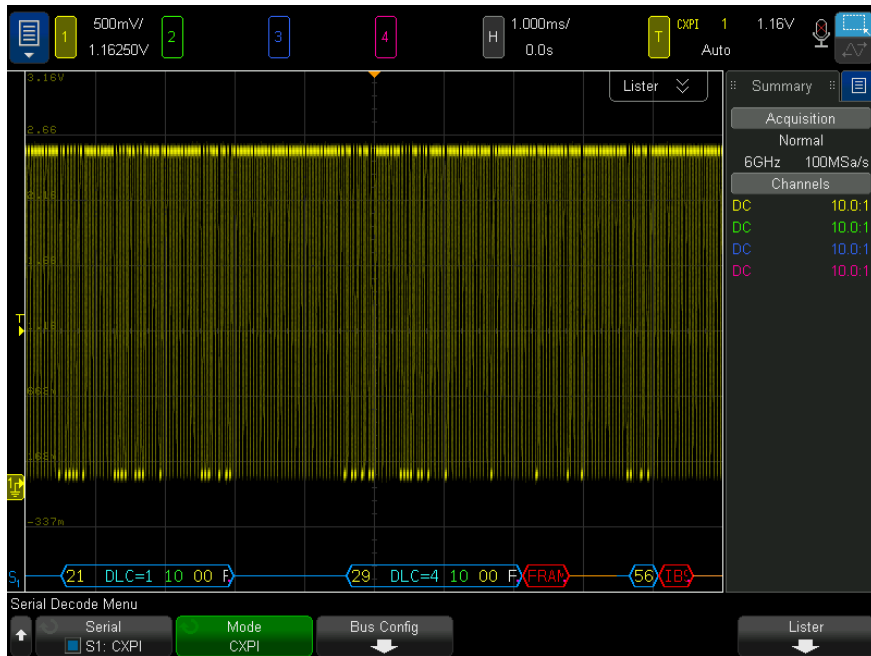 1 500mV/ 1.16250V 2 3 4 H 1.000ms/ 0.0s T CXPI 1 1.16V Auto
3.16V
Lister
Summary
Acquisition
Normal
6GHz 100MSa/s
Channels
DC 10.0:1
DC 10.0:1
DC 10.0:1
DC 10.0:1
2.66
T
1
-337m
S1 21 DLC=1 10 00 29 DLC=4 10 00 FRAM 56 IBS
Serial Decode Menu
Serial
S1: CXPI
Mode
CXPI
Bus Config
Lister